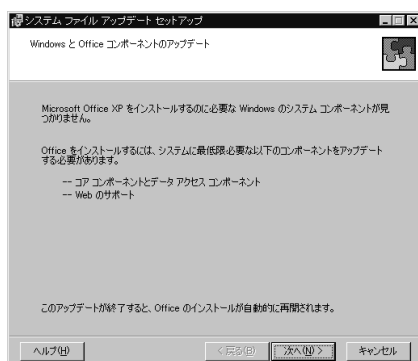 システム ファイル アップデート セットアップ
Windows と Office コンポーネントのアップデート
Microsoft Office XP をインストールするのに必要な Windows のシステム コンポーネントが見
つかりません。
Office をインストールするには、システムに最低限必要な以下のコンポーネントをアップデート
する必要があります。
-- コア コンポーネントとデータ アクセス コンポーネント
-- Web のサポート
このアップデートが終了すると、Office のインストールが自動的に再開されます。
ヘルプ(H)
< 戻る(B)
次へ(N) >
キャンセル